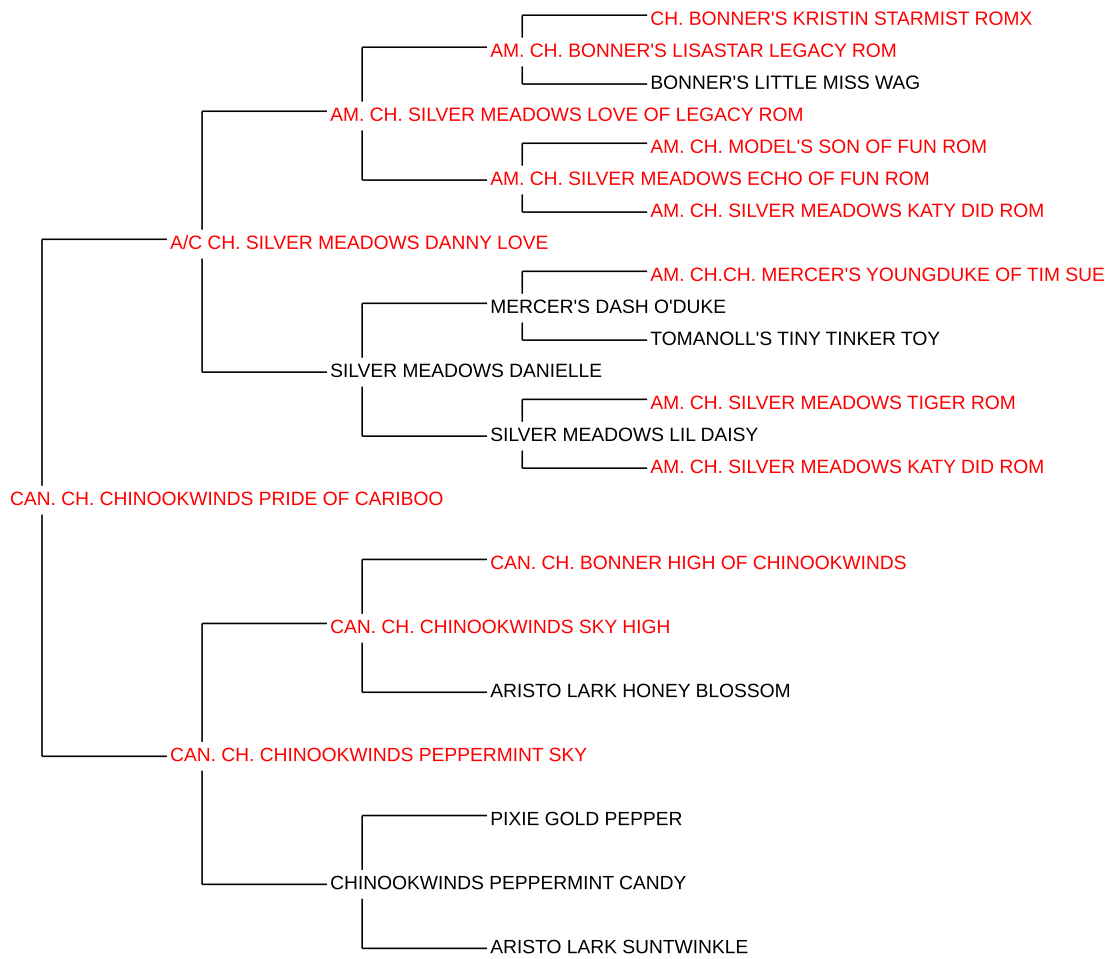 CH. BONNER'S KRISTIN STARMIST ROMX
AM. CH. BONNER'S LISASTAR LEGACY ROM
BONNER'S LITTLE MISS WAG
AM. CH. SILVER MEADOWS LOVE OF LEGACY ROM
AM. CH. MODEL'S SON OF FUN ROM
AM. CH. SILVER MEADOWS ECHO OF FUN ROM
AM. CH. SILVER MEADOWS KATY DID ROM
A/C CH. SILVER MEADOWS DANNY LOVE
AM. CH.CH. MERCER'S YOUNGDUKE OF TIM SUE
MERCER'S DASH O'DUKE
TOMANOLL'S TINY TINKER TOY
SILVER MEADOWS DANIELLE
AM. CH. SILVER MEADOWS TIGER ROM
SILVER MEADOWS LIL DAISY
AM. CH. SILVER MEADOWS KATY DID ROM
CAN. CH. CHINOOKWINDS PRIDE OF CARIBOO
CAN. CH. BONNER HIGH OF CHINOOKWINDS
CAN. CH. CHINOOKWINDS SKY HIGH
ARISTO LARK HONEY BLOSSOM
CAN. CH. CHINOOKWINDS PEPPERMINT SKY
PIXIE GOLD PEPPER
CHINOOKWINDS PEPPERMINT CANDY
ARISTO LARK SUNTWINKLE